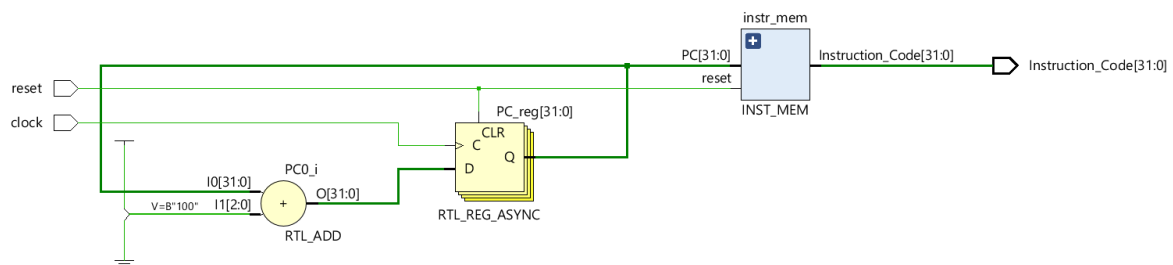 instr_mem
PC[31:0]
Instruction_Code[31:0]
Instruction_Code[31:0]
reset
reset
INST_MEM
PC_reg[31:0]
clock
CLR
C
Q
D
PC0_i
I0[31:0]
O[31:0]
V=B"100"
I1[2:0]
+
RTL_REG_ASYNC
RTL_ADD